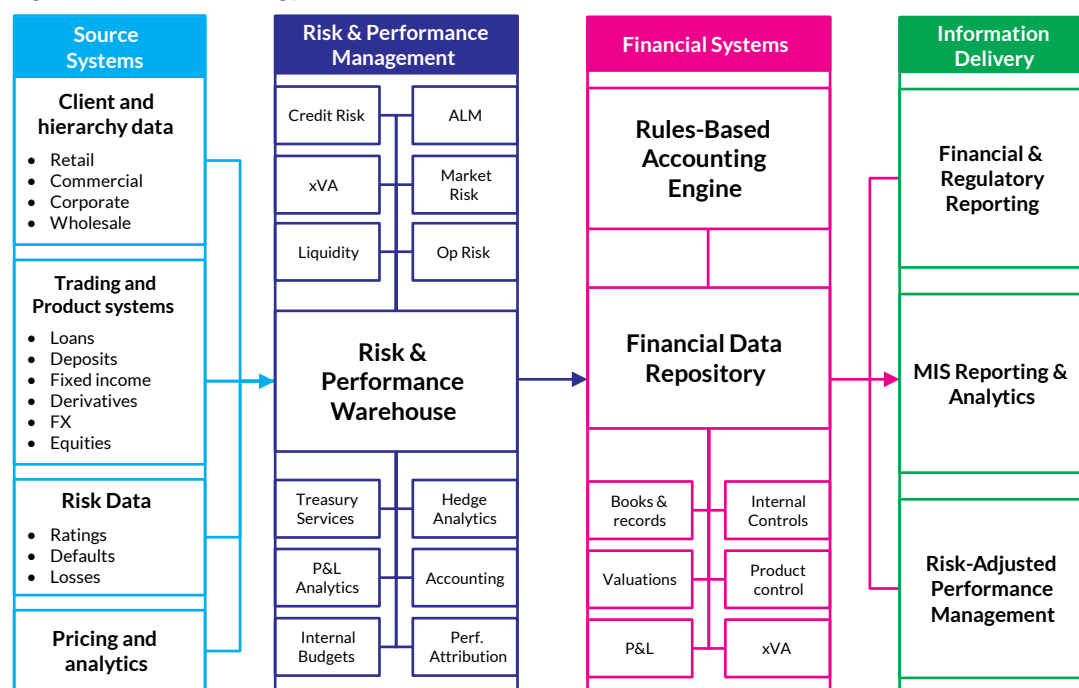 Source
Systems
Client and
hierarchy data
• Retail
• Commercial
• Corporate
• Wholesale
Trading and
Product systems
• Loans
• Deposits
• Fixed income
• Derivatives
• FX
• Equities
Risk Data
• Ratings
• Defaults
• Losses
Pricing and
analytics
Risk & Performance
Management
Credit Risk
ALM
xVA
Market
Risk
Liquidity
Op Risk
Risk &
Performance
Warehouse
Treasury
Services
Hedge
Analytics
P&L
Analytics
Accounting
Internal
Budgets
Perf.
Attribution
Financial Systems
Rules-Based
Accounting
Engine
Financial Data
Repository
Books &
records
Internal
Controls
Valuations
Product
control
P&L
xVA
Information
Delivery
Financial &
Regulatory
Reporting
MIS Reporting &
Analytics
Risk-Adjusted
Performance
Management